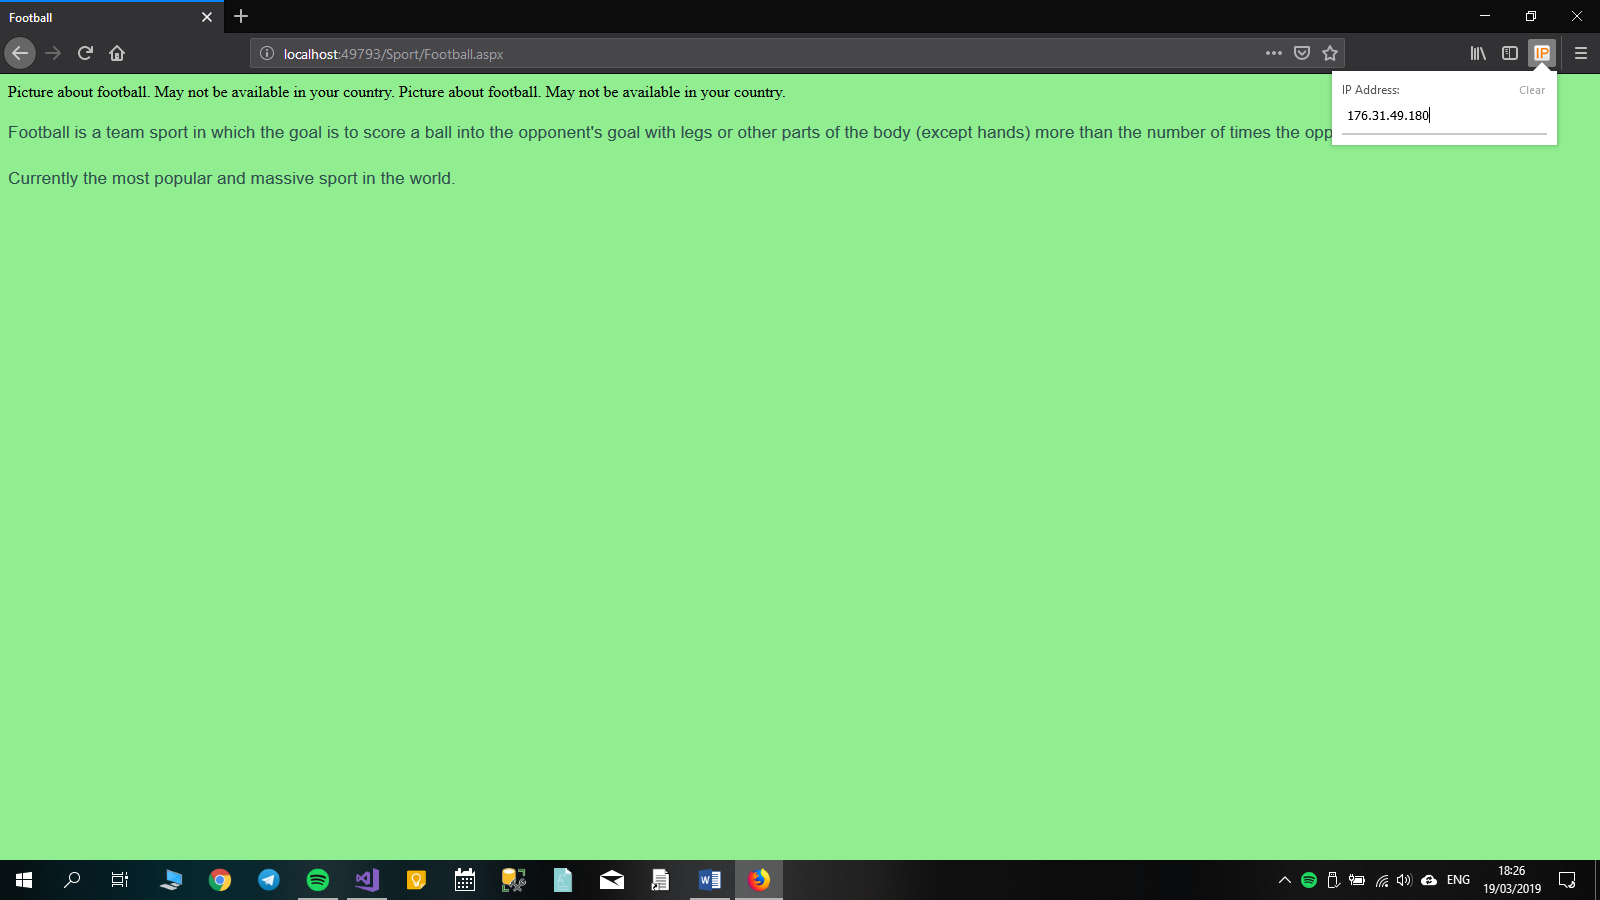 Football
localhost:49793/Sport/Football.aspx
IP
IP Address:
Clear
176.31.49.180
Picture about football. May not be available in your country. Picture about football. May not be available in your country.
Football is a team sport in which the goal is to score a ball into the opponent's goal with legs or other parts of the body (except hands) more than the number of times the opp
Currently the most popular and massive sport in the world.
ENG
18:26
19/03/2019